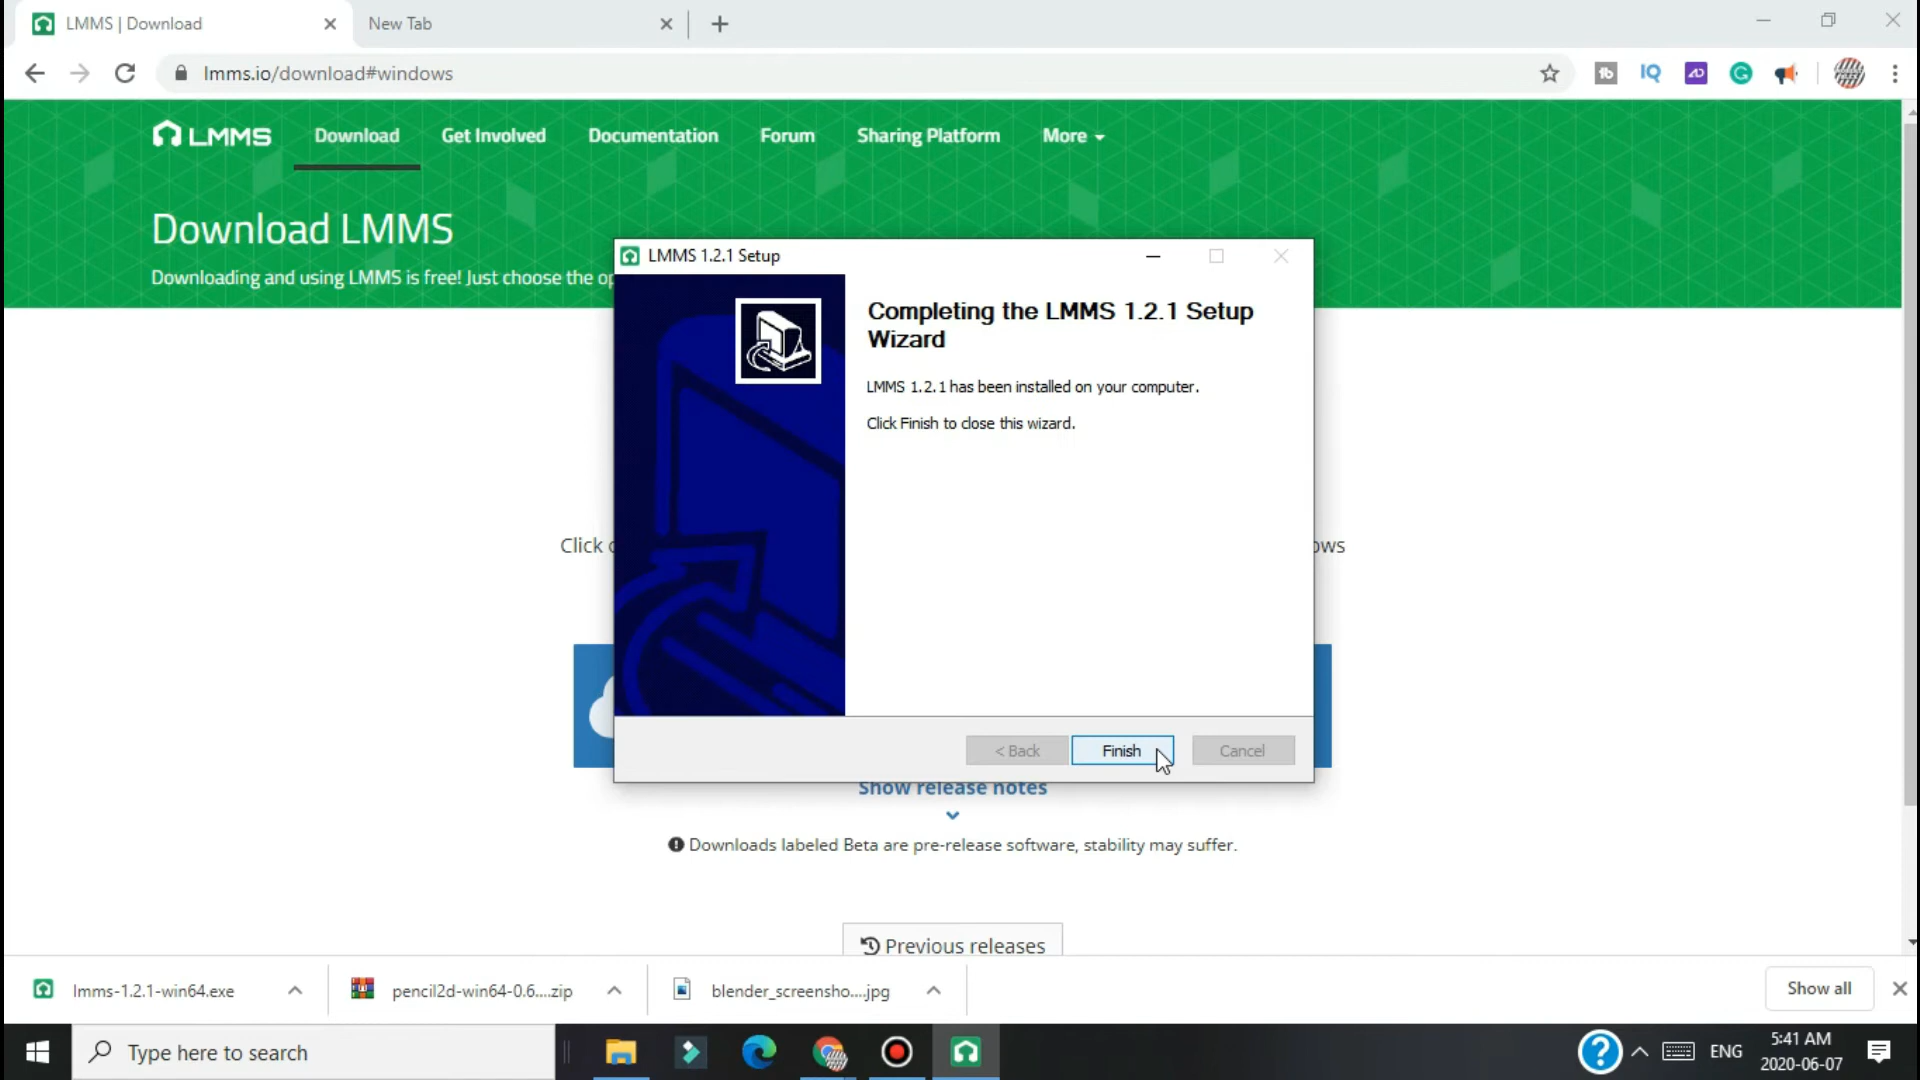 LMMS | Download
New Tab
lmms.io/download#windows
LMMS Download Get Involved Documentation Forum Sharing Platform More
Download LMMS
Downloading and using LMMS is free! Just choose the op
LMMS 1.2.1 Setup
Completing the LMMS 1.2.1 Setup
Wizard
LMMS 1.2.1 has been installed on your computer.
Click Finish to close this wizard.
Click
ows
< Back Finish Cancel
Show release notes
Downloads labeled Beta are pre-release software, stability may suffer.
Previous releases
lmms-1.2.1-win64.exe
pencil2d-win64-0.6....zip
blender_screensho....jpg
Show all
Type here to search
ENG
5:41 AM
2020-06-07